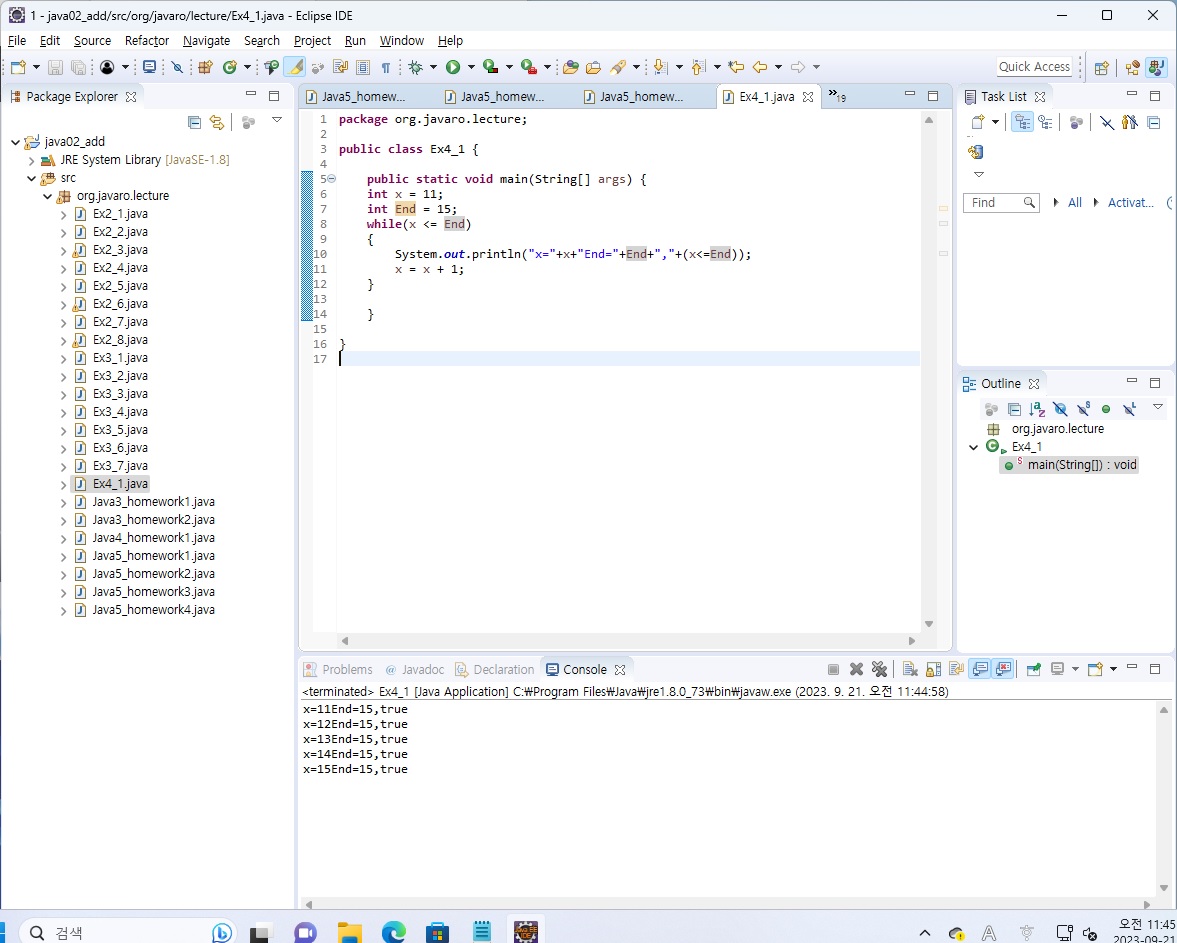 1 - java02_add/src/org/javaro/lecture/Ex4_1.java - Eclipse IDE
File Edit Source Refactor Navigate Search Project Run Window Help
Quick Access
Package Explorer
java02_add
JRE System Library [JavaSE-1.8]
src
org.javaro.lecture
Ex2_1.java
Ex2_2.java
Ex2_3.java
Ex2_4.java
Ex2_5.java
Ex2_6.java
Ex2_7.java
Ex2_8.java
Ex3_1.java
Ex3_2.java
Ex3_3.java
Ex3_4.java
Ex3_5.java
Ex3_6.java
Ex3_7.java
Ex4_1.java
Java3_homework1.java
Java3_homework2.java
Java4_homework1.java
Java5_homework1.java
Java5_homework2.java
Java5_homework3.java
Java5_homework4.java
Java5_homew... Java5_homew... Java5_homew... Ex4_1.java »19
1 package org.javaro.lecture;
2
3 public class Ex4_1 {
4
5 public static void main(String[] args) {
6 int x = 11;
7 int End = 15;
8 while(x <= End)
9 {
10 System.out.println("x="+x+"End="+End+","+(x<=End));
11 x = x + 1;
12 }
13
14 }
15
16 }
17
Task List
Find All Activat...
Outline
org.javaro.lecture
Ex4_1
main(String[]) : void
Problems @ Javadoc Declaration Console
<terminated> Ex4_1 [Java Application] C:₩Program Files₩Java₩jre1.8.0_73₩bin₩javaw.exe (2023. 9. 21. 오전 11:44:58)
x=11End=15,true
x=12End=15,true
x=13End=15,true
x=14End=15,true
x=15End=15,true
검색
A
오전 11:45
2023-09-21